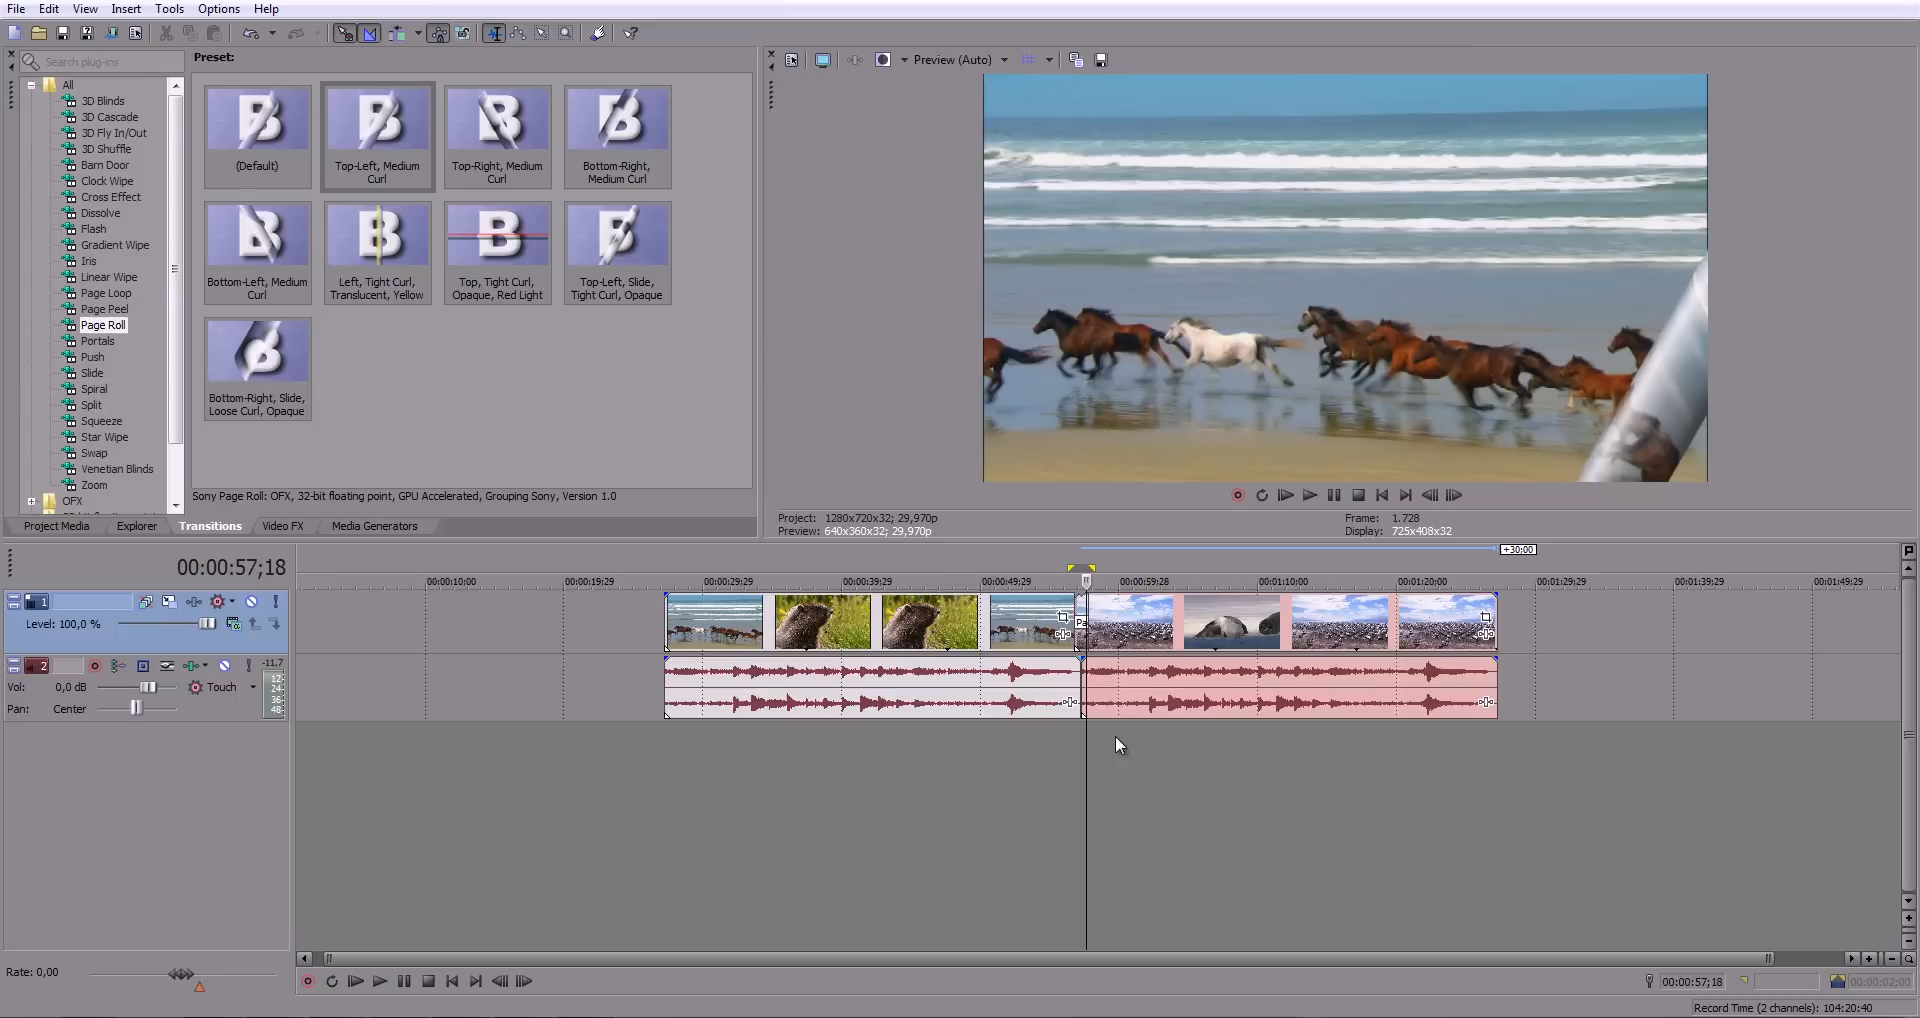 File Edit View Insert Tools Options Help
Search plug-ins
Preset:
Preview (Auto)
All
3D Blinds
3D Cascade
3D Fly In/Out
3D Shuffle
Barn Door
Clock Wipe
Cross Effect
Dissolve
Flash
Gradient Wipe
Iris
Linear Wipe
Page Loop
Page Peel
Page Roll
Portals
Push
Slide
Spiral
Split
Squeeze
Star Wipe
Swap
Venetian Blinds
Zoom
OFX
(Default)
Top-Left, Medium Curl
Top-Right, Medium Curl
Bottom-Right, Medium Curl
Bottom-Left, Medium Curl
Left, Tight Curl, Translucent, Yellow
Top, Tight Curl, Opaque, Red Light
Top-Left, Slide, Tight Curl, Opaque
Bottom-Right, Slide, Loose Curl, Opaque
Sony Page Roll: OFX, 32-bit floating point, GPU Accelerated, Grouping Sony, Version 1.0
Project Media Explorer Transitions Video FX Media Generators
Project: 1280x720x32; 29,970p
Preview: 640x360x32; 29,970p
Frame: 1.728
Display: 725x408x32
00:00:57;18
+30;00
00:00:10;00 00:00:19;29 00:00:29;29 00:00:39;29 00:00:49;29 00:00:59;28 00:01:10;00 00:01:20;00 00:01:29;29 00:01:39;29 00:01:49;29
1
Level: 100,0 %
Pa
2
-11,7
12
24
36
48
Vol: 0,0 dB Touch
Pan: Center
Rate: 0,00
00:00:57;18
00:00:02;00
Record Time (2 channels): 104:20:40